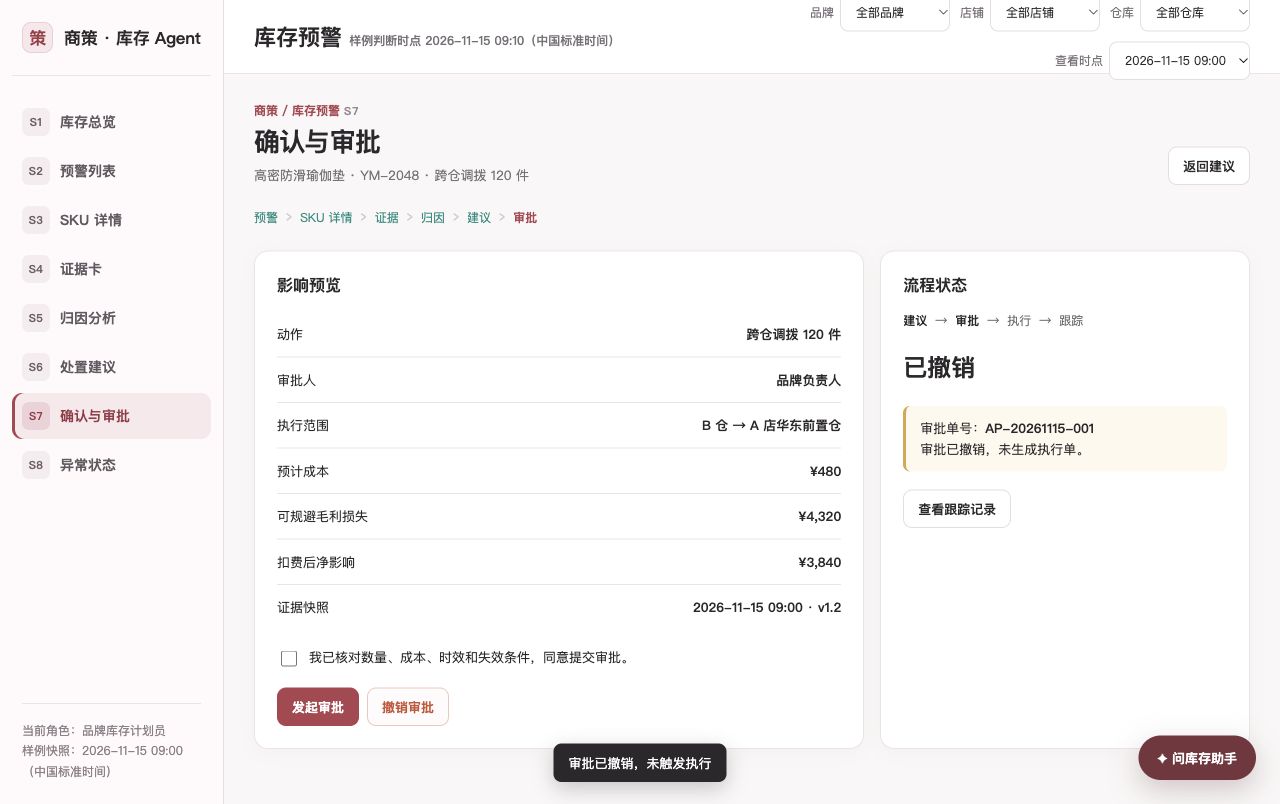 策 商策 · 库存 Agent
S1 库存总览
S2 预警列表
S3 SKU 详情
S4 证据卡
S5 归因分析
S6 处置建议
S7 确认与审批
S8 异常状态
当前角色：品牌库存计划员
样例快照：2026-11-15 09:00
（中国标准时间）
库存预警 样例判断时点 2026-11-15 09:10（中国标准时间）
品牌 全部品牌 店铺 全部店铺 仓库 全部仓库
查看时点 2026-11-15 09:00
商策 / 库存预警 S7
确认与审批
高密防滑瑜伽垫 · YM-2048 · 跨仓调拨 120 件
返回建议
预警 > SKU 详情 > 证据 > 归因 > 建议 > 审批
影响预览
动作 跨仓调拨 120 件
审批人 品牌负责人
执行范围 B 仓 → A 店华东前置仓
预计成本 ¥480
可规避毛利损失 ¥4,320
扣费后净影响 ¥3,840
证据快照 2026-11-15 09:00 · v1.2
我已核对数量、成本、时效和失效条件，同意提交审批。
发起审批 撤销审批
流程状态
建议 → 审批 → 执行 → 跟踪
已撤销
审批单号：AP-20261115-001
审批已撤销，未生成执行单。
查看跟踪记录
审批已撤销，未触发执行
✦ 问库存助手